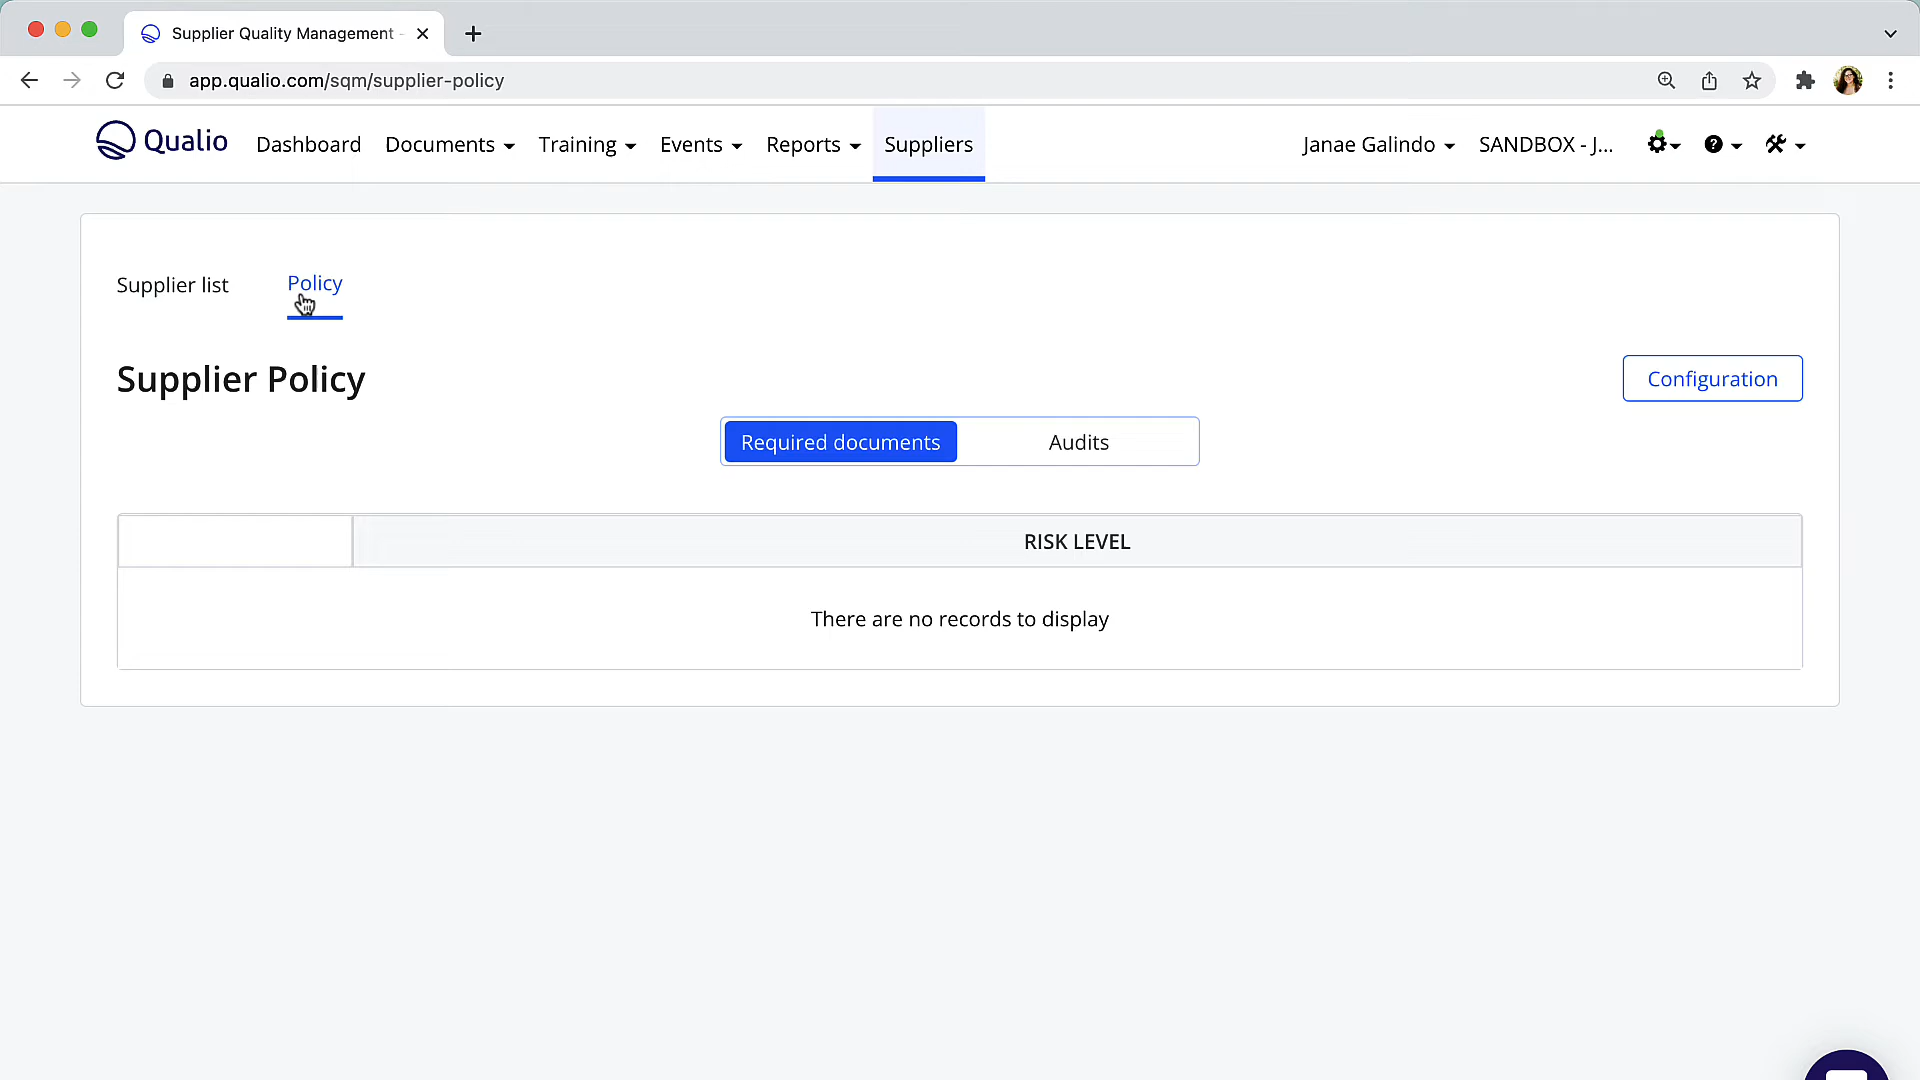 Supplier Quality Management -
app.qualio.com/sqm/supplier-policy
Qualio Dashboard Documents Training Events Reports Suppliers Janae Galindo SANDBOX - J...
Supplier list Policy
Supplier Policy Configuration
Required documents Audits
RISK LEVEL
There are no records to display